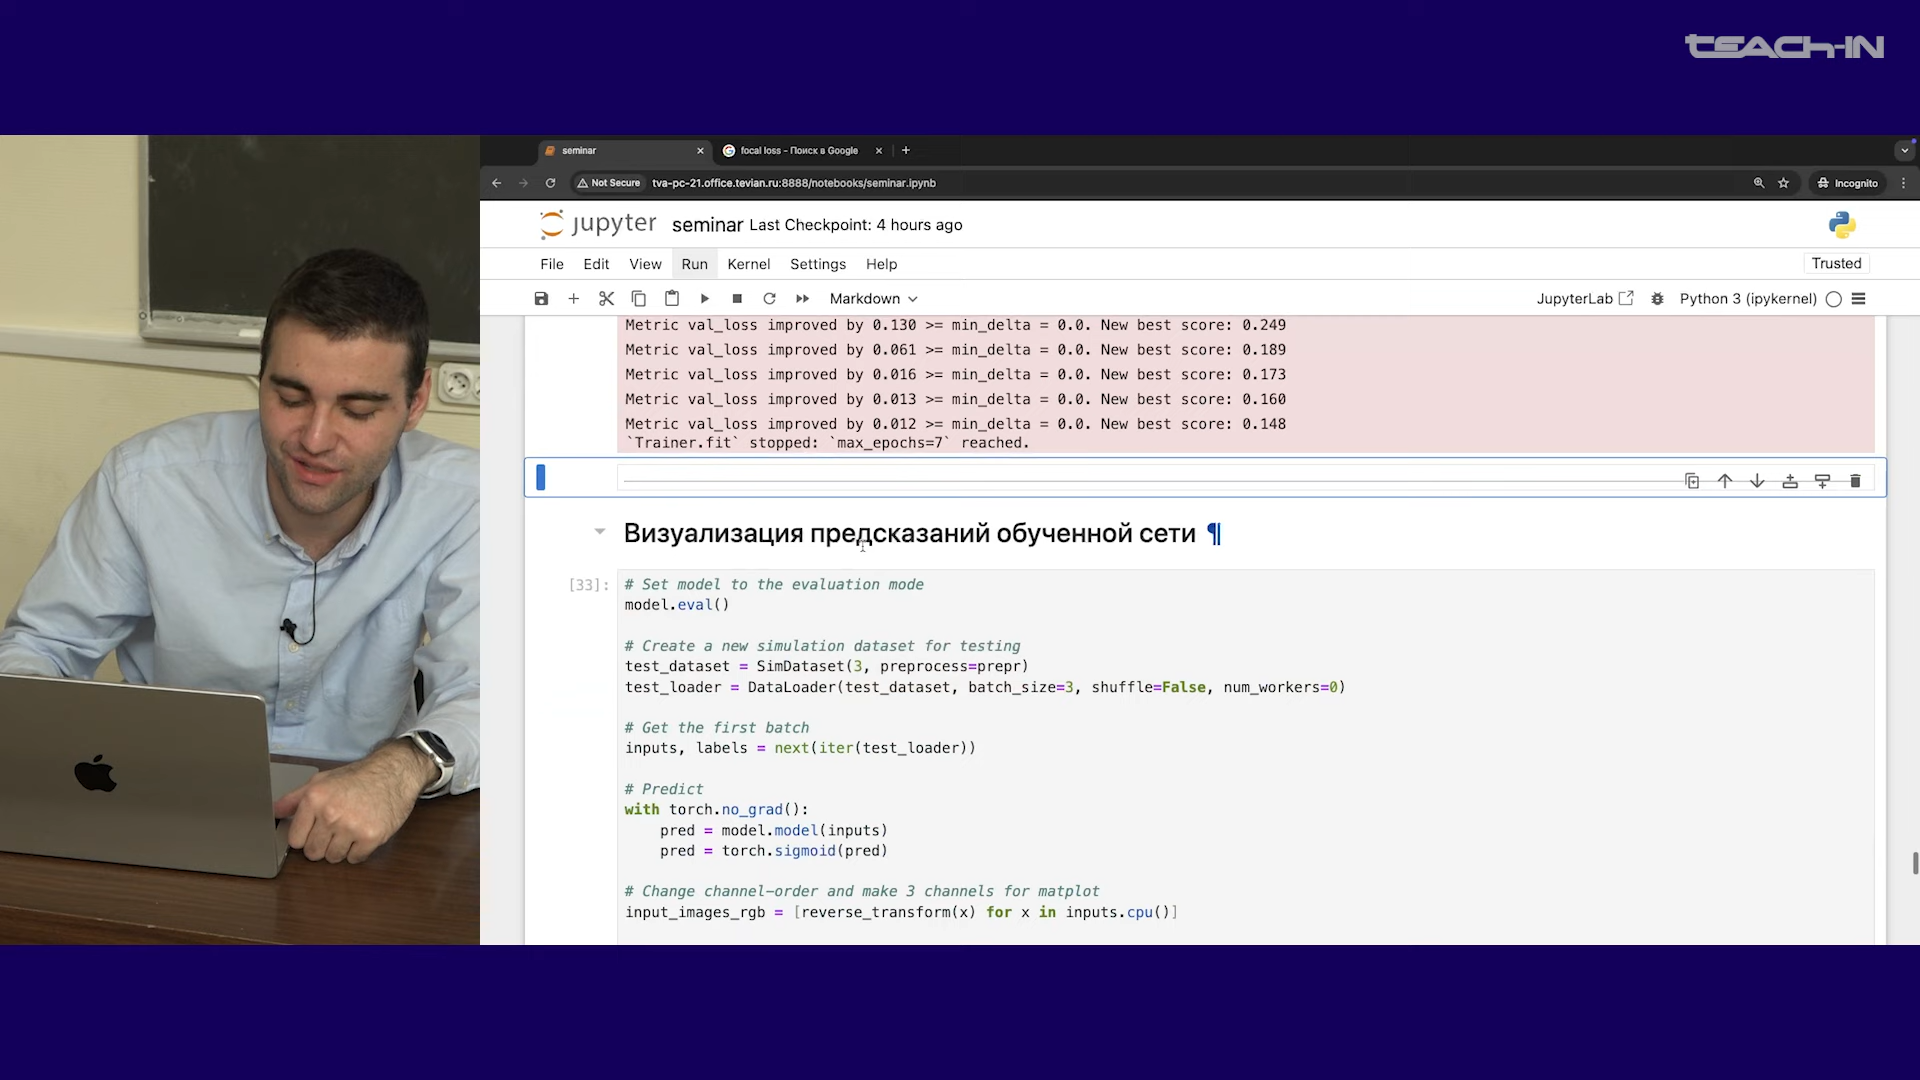 teach-in
seminar
focal loss - Поиск в Google
Not Secure
tva-pc-21.office.tevian.ru:8888/notebooks/seminar.ipynb
Incognito
jupyter
seminar Last Checkpoint: 4 hours ago
File Edit View Run Kernel Settings Help
Trusted
Markdown
JupyterLab
Python 3 (ipykernel)
Metric val_loss improved by 0.130 >= min_delta = 0.0. New best score: 0.249
Metric val_loss improved by 0.061 >= min_delta = 0.0. New best score: 0.189
Metric val_loss improved by 0.016 >= min_delta = 0.0. New best score: 0.173
Metric val_loss improved by 0.013 >= min_delta = 0.0. New best score: 0.160
Metric val_loss improved by 0.012 >= min_delta = 0.0. New best score: 0.148
`Trainer.fit` stopped: `max_epochs=7` reached.
Визуализация предсказаний обученной сети ¶
[33]:
# Set model to the evaluation mode
model.eval()
# Create a new simulation dataset for testing
test_dataset = SimDataset(3, preprocess=prepr)
test_loader = DataLoader(test_dataset, batch_size=3, shuffle=False, num_workers=0)
# Get the first batch
inputs, labels = next(iter(test_loader))
# Predict
with torch.no_grad():
    pred = model.model(inputs)
    pred = torch.sigmoid(pred)
# Change channel-order and make 3 channels for matplot
input_images_rgb = [reverse_transform(x) for x in inputs.cpu()]